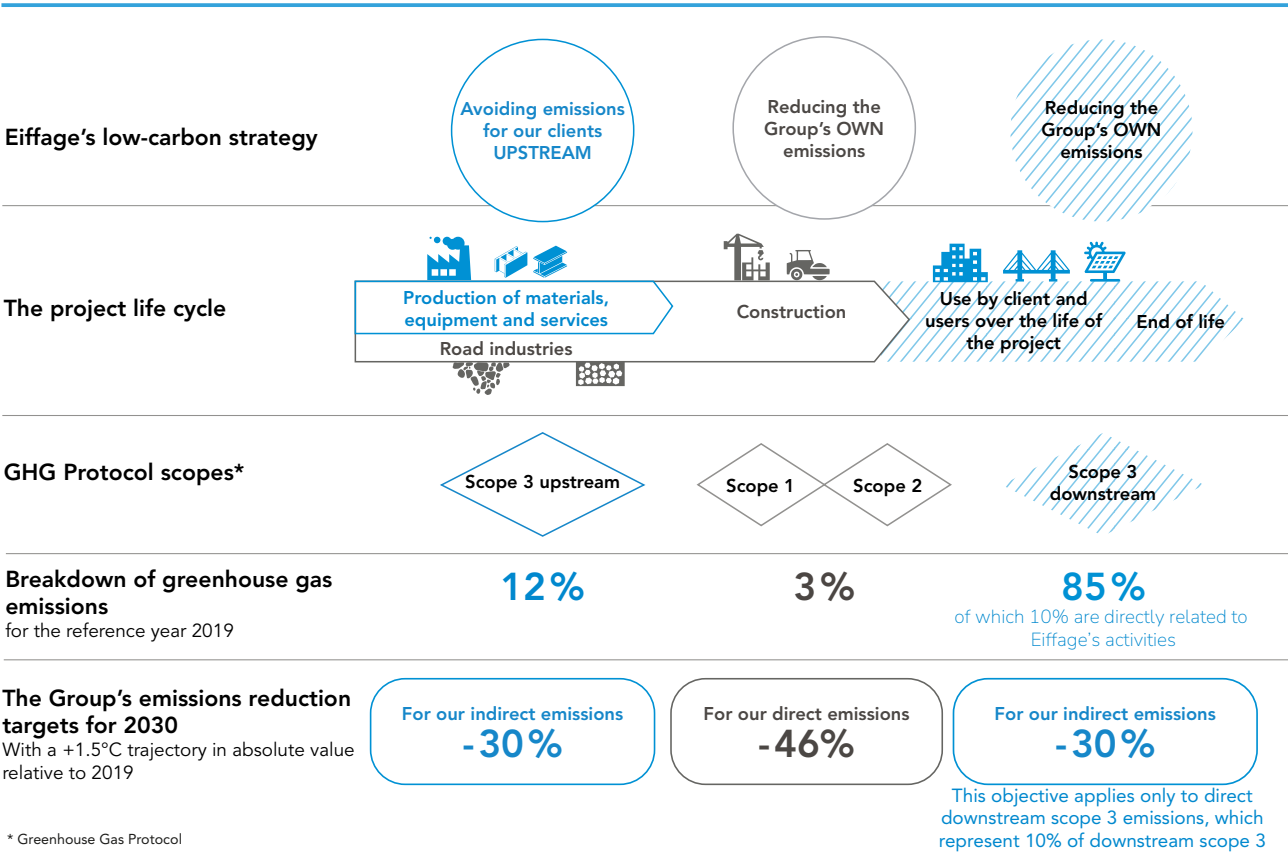 Eiffage's low-carbon strategy
Avoiding emissions
for our clients
UPSTREAM
Reducing the
Group's OWN
emissions
Reducing the
Group's OWN
emissions
The project life cycle
Production of materials,
equipment and services
Road industries
Construction
Use by client and
users over the life of
the project
End of life
GHG Protocol scopes*
Scope 3 upstream
Scope 1
Scope 2
Scope 3
downstream
Breakdown of greenhouse gas
emissions
for the reference year 2019
12%
3%
85%
of which 10% are directly related to
Eiffage's activities
The Group's emissions reduction
targets for 2030
With a +1.5°C trajectory in absolute value
relative to 2019
For our indirect emissions
-30%
For our direct emissions
-46%
For our indirect emissions
-30%
This objective applies only to direct
downstream scope 3 emissions, which
represent 10% of downstream scope 3
* Greenhouse Gas Protocol